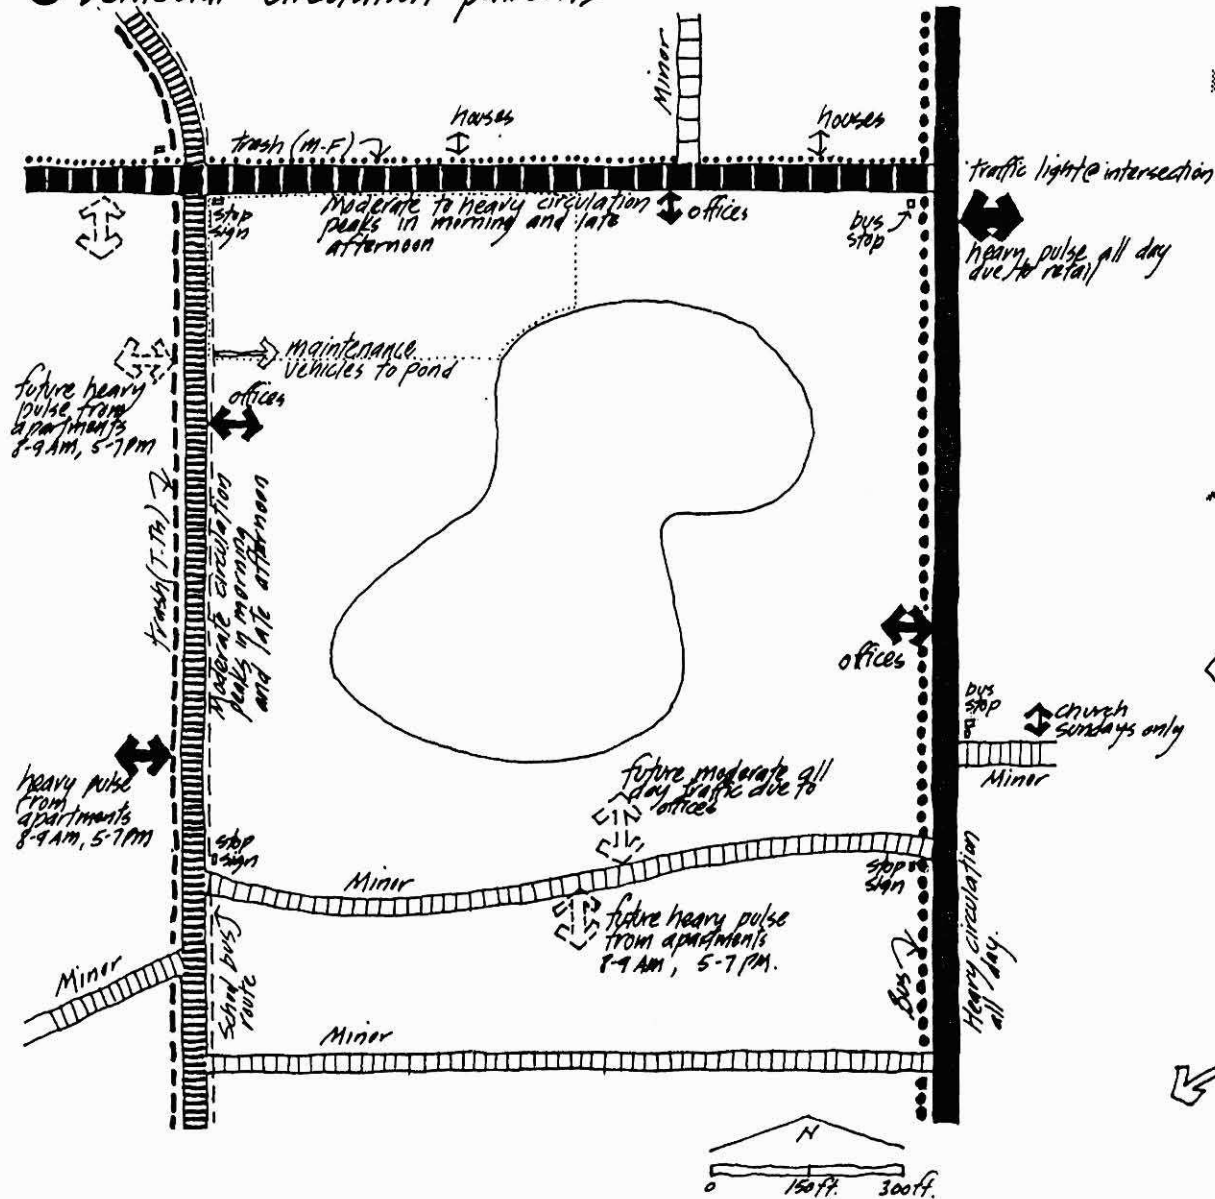 Vehicular circulation patterns
Minor
houses
houses
trash (M-F)
traffic light @ intersection
stop
sign
Moderate to heavy circulation
peaks in morning and late
afternoon
offices
bus
stop
heavy pulse all day
due to retail
maintenance
vehicles to pond
future heavy
pulse from
apartments
8-9 AM, 5-7 PM
offices
trash (T-Th)
Moderate circulation
peaks in morning
and late afternoon
offices
bus
stop
church
sundays only
Minor
heavy pulse
from
apartments
8-9 AM, 5-7 PM
future moderate all
day traffic due to
offices
stop
sign
Minor
stop
sign
future heavy pulse
from apartments
8-9 AM, 5-7 PM.
Heavy circulation
all day.
Bus
Minor
School bus
route
Minor
N
0 150 ft. 300 ft.